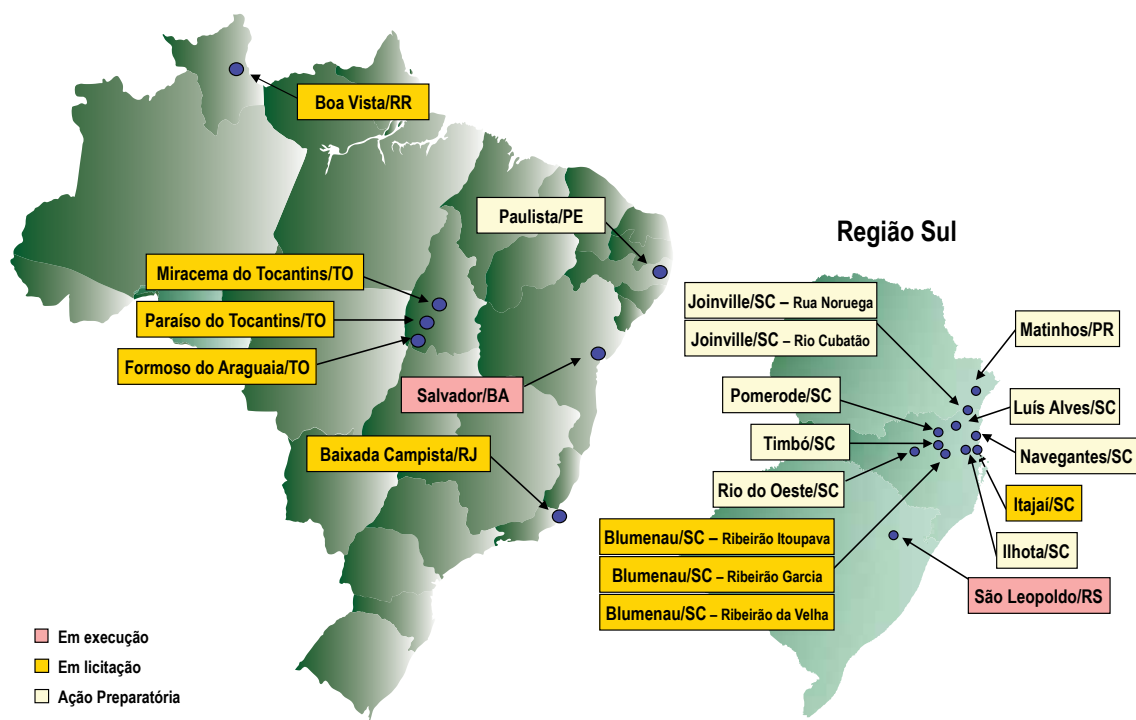 Boa Vista/RR
Paulista/PE
Miracema do Tocantins/TO
Paraíso do Tocantins/TO
Formoso do Araguaia/TO
Salvador/BA
Baixada Campista/RJ
Em execução
Em licitação
Ação Preparatória
Região Sul
Joinville/SC – Rua Noruega
Joinville/SC – Rio Cubatão
Matinhos/PR
Pomerode/SC
Luís Alves/SC
Timbó/SC
Navegantes/SC
Rio do Oeste/SC
Itajaí/SC
Blumenau/SC – Ribeirão Itoupava
Ilhota/SC
Blumenau/SC – Ribeirão Garcia
São Leopoldo/RS
Blumenau/SC – Ribeirão da Velha